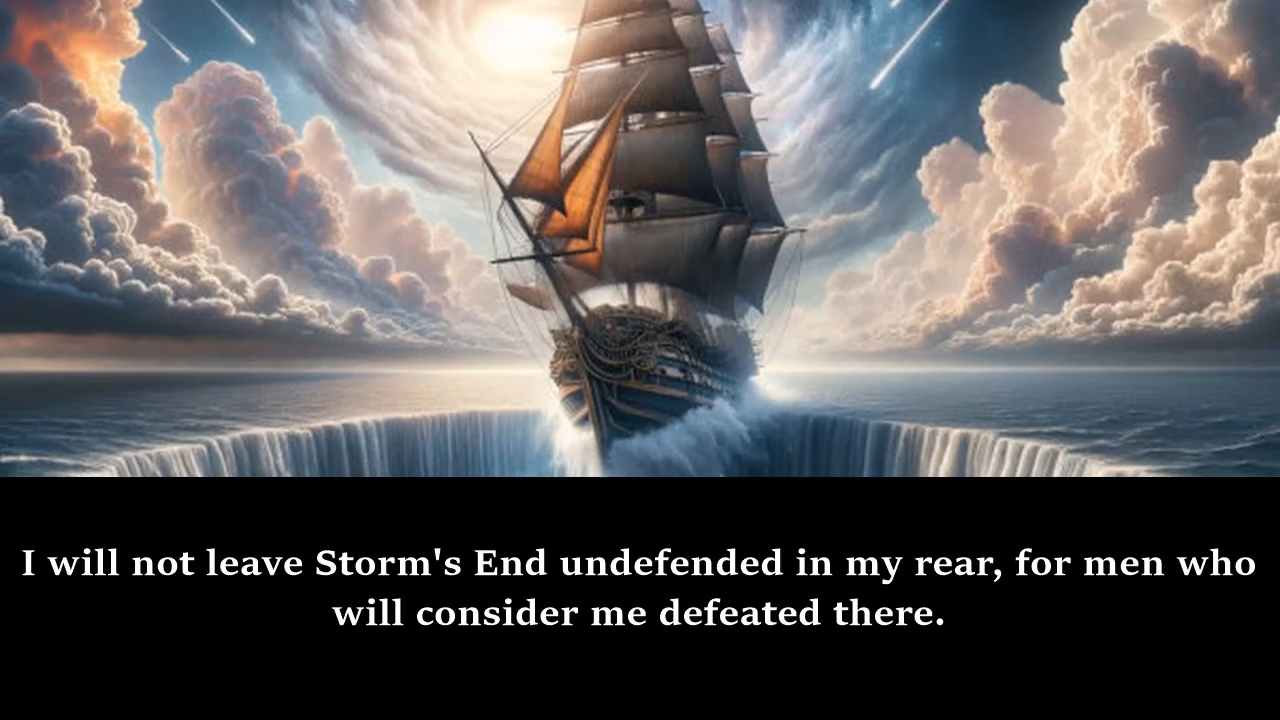 I will not leave Storm's End undefended in my rear, for men who
will consider me defeated there.